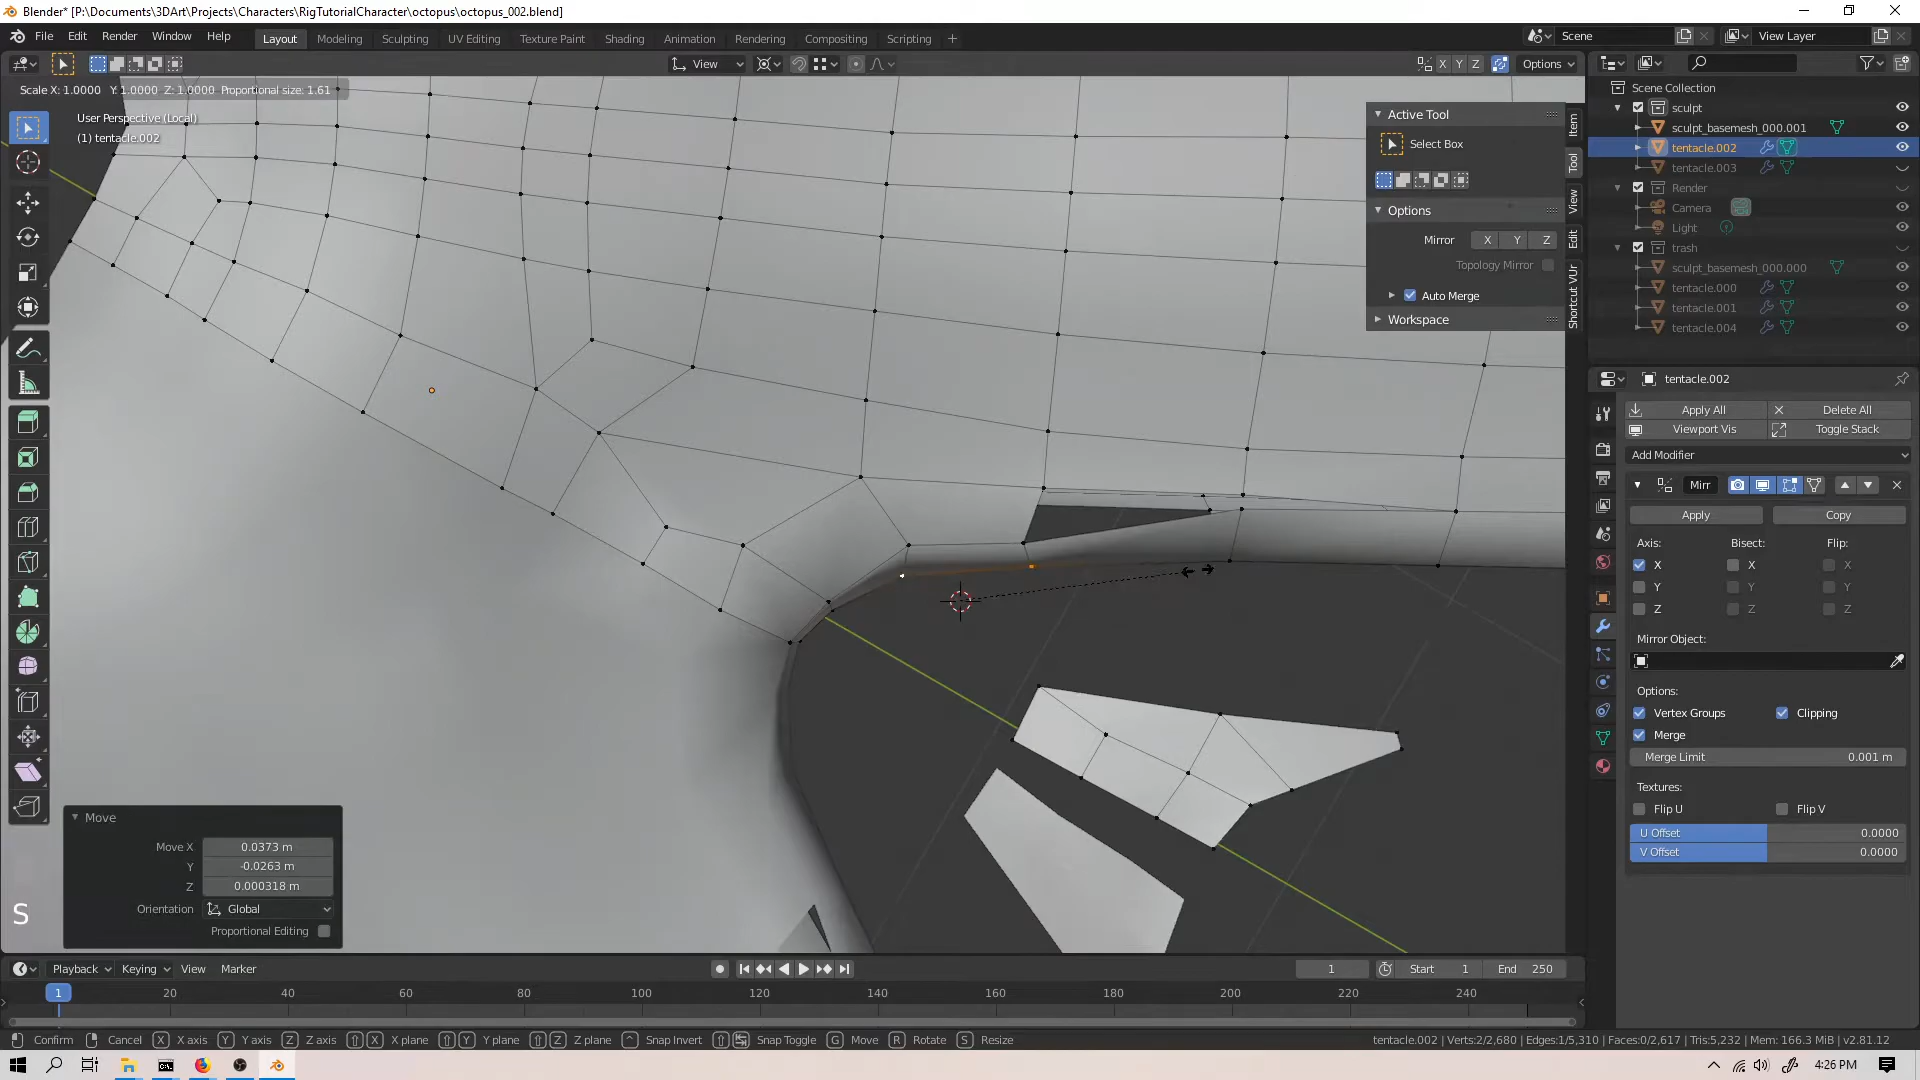 Blender* [P:\Documents\3DArt\Projects\Characters\RigTutorialCharacter\octopus\octopus_002.blend]
File Edit Render Window Help Layout Modeling Sculpting UV Editing Texture Paint Shading Animation Rendering Compositing Scripting + Scene View Layer
View X Y Z Options
Scale X: 1.0000 Y: 1.0000 Z: 1.0000 Proportional size: 1.61
User Perspective (Local)
(1) tentacle.002
Active Tool
Select Box
Options
Mirror X Y Z
Topology Mirror
Auto Merge
Workspace
Item
Tool
View
Edit
Shortcut VUr
Scene Collection
sculpt
sculpt_basemesh_000.001
tentacle.002
tentacle.003
Render
Camera
Light
trash
sculpt_basemesh_000.000
tentacle.000
tentacle.001
tentacle.004
tentacle.002
Apply All Delete All
Viewport Vis Toggle Stack
Add Modifier
Mirr
Apply Copy
Axis: Bisect: Flip:
X X X
Y Y Y
Z Z Z
Mirror Object:
Options:
Vertex Groups Clipping
Merge
Merge Limit 0.001 m
Textures:
Flip U Flip V
U Offset 0.0000
V Offset 0.0000
Move
Move X 0.0373 m
Y -0.0263 m
Z 0.000318 m
Orientation Global
Proportional Editing
S
Playback Keying View Marker 1 Start 1 End 250
1 20 40 60 80 100 120 140 160 180 200 220 240
Confirm Cancel X X axis Y Y axis Z Z axis X X plane Y Y plane Z Z plane Snap Invert Snap Toggle G Move R Rotate S Resize tentacle.002 | Verts:2/2,680 | Edges:1/5,310 | Faces:0/2,617 | Tris:5,232 | Mem: 166.3 MiB | v2.81.12
4:26 PM